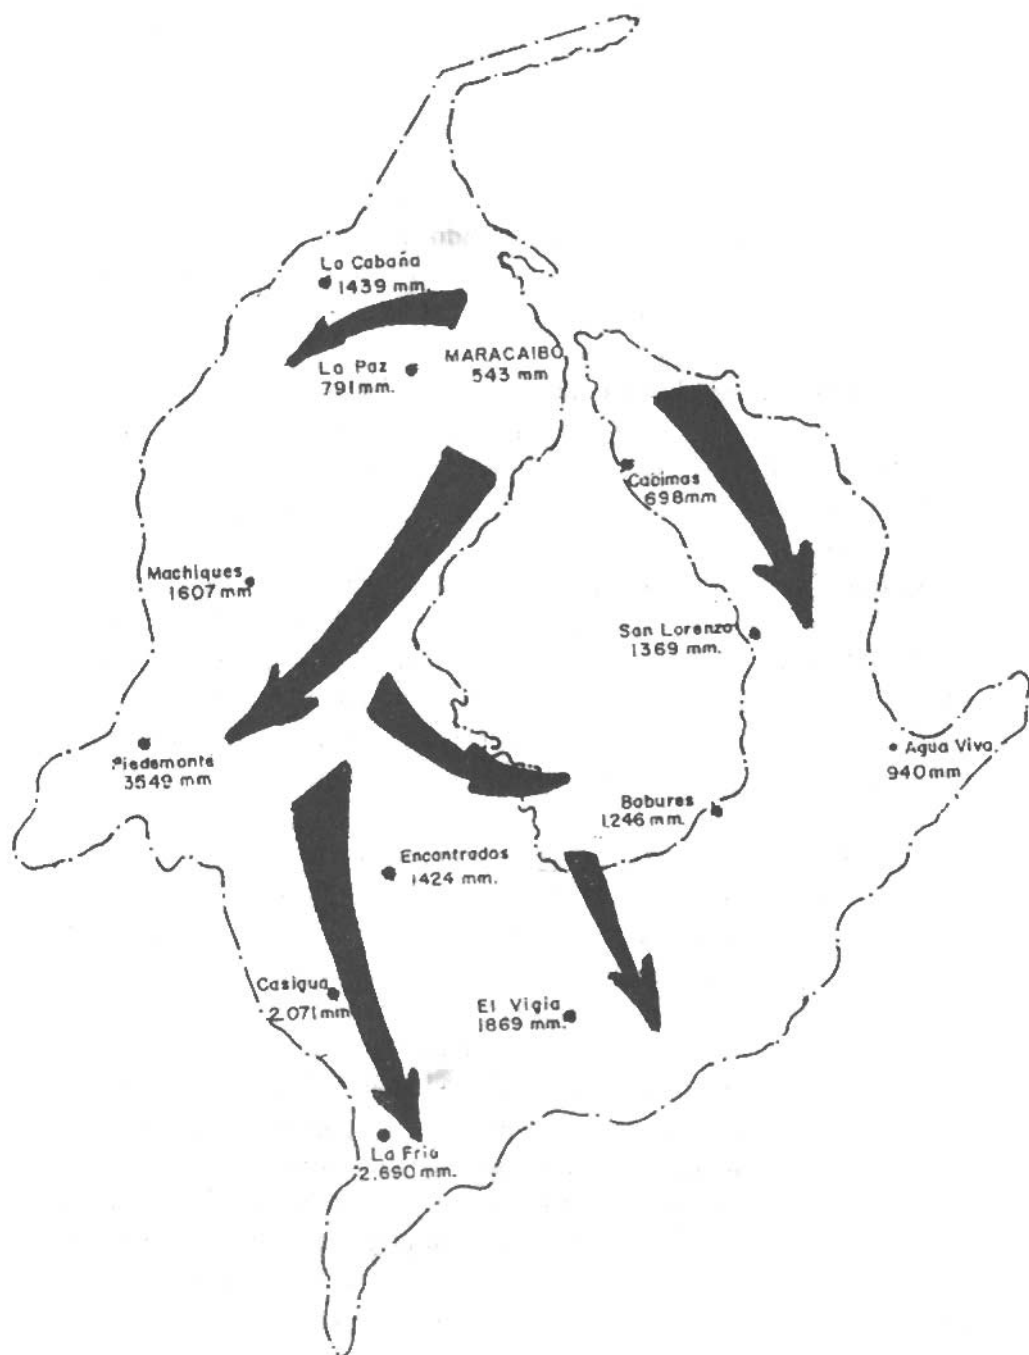 La Cabaña
1439 mm.
La Paz
791mm.
MARACAIBO
543 mm
Cabimas
698mm
Machiques
1607 mm
San Lorenzo
1369 mm.
Piedemonte
3549 mm
Agua Viva
940mm
Bobures
1.246 mm.
Encontrados
1424 mm.
Casigua
2.071 mm
El Vigia
1869 mm.
La Fria
2.690 mm.